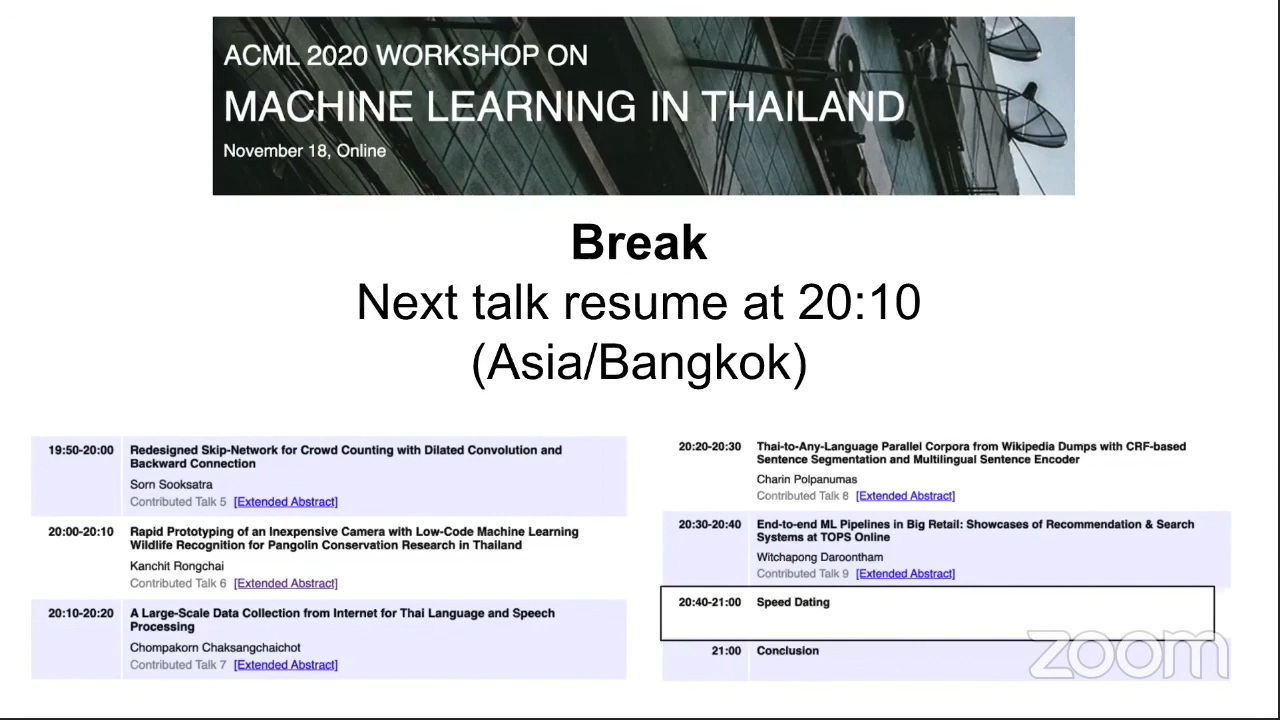 ACML 2020 WORKSHOP ON
MACHINE LEARNING IN THAILAND
November 18, Online
Break
Next talk resume at 20:10
(Asia/Bangkok)
19:50-20:00 Redesigned Skip-Network for Crowd Counting with Dilated Convolution and
Backward Connection
Sorn Sooksatra
Contributed Talk 5 [Extended Abstract]
20:00-20:10 Rapid Prototyping of an Inexpensive Camera with Low-Code Machine Learning
Wildlife Recognition for Pangolin Conservation Research in Thailand
Kanchit Rongchai
Contributed Talk 6 [Extended Abstract]
20:10-20:20 A Large-Scale Data Collection from Internet for Thai Language and Speech
Processing
Chompakorn Chaksangchaichot
Contributed Talk 7 [Extended Abstract]
20:20-20:30 Thai-to-Any-Language Parallel Corpora from Wikipedia Dumps with CRF-based
Sentence Segmentation and Multilingual Sentence Encoder
Charin Polpanumas
Contributed Talk 8 [Extended Abstract]
20:30-20:40 End-to-end ML Pipelines in Big Retail: Showcases of Recommendation & Search
Systems at TOPS Online
Witchapong Daroontham
Contributed Talk 9 [Extended Abstract]
20:40-21:00 Speed Dating
21:00 Conclusion
zoom